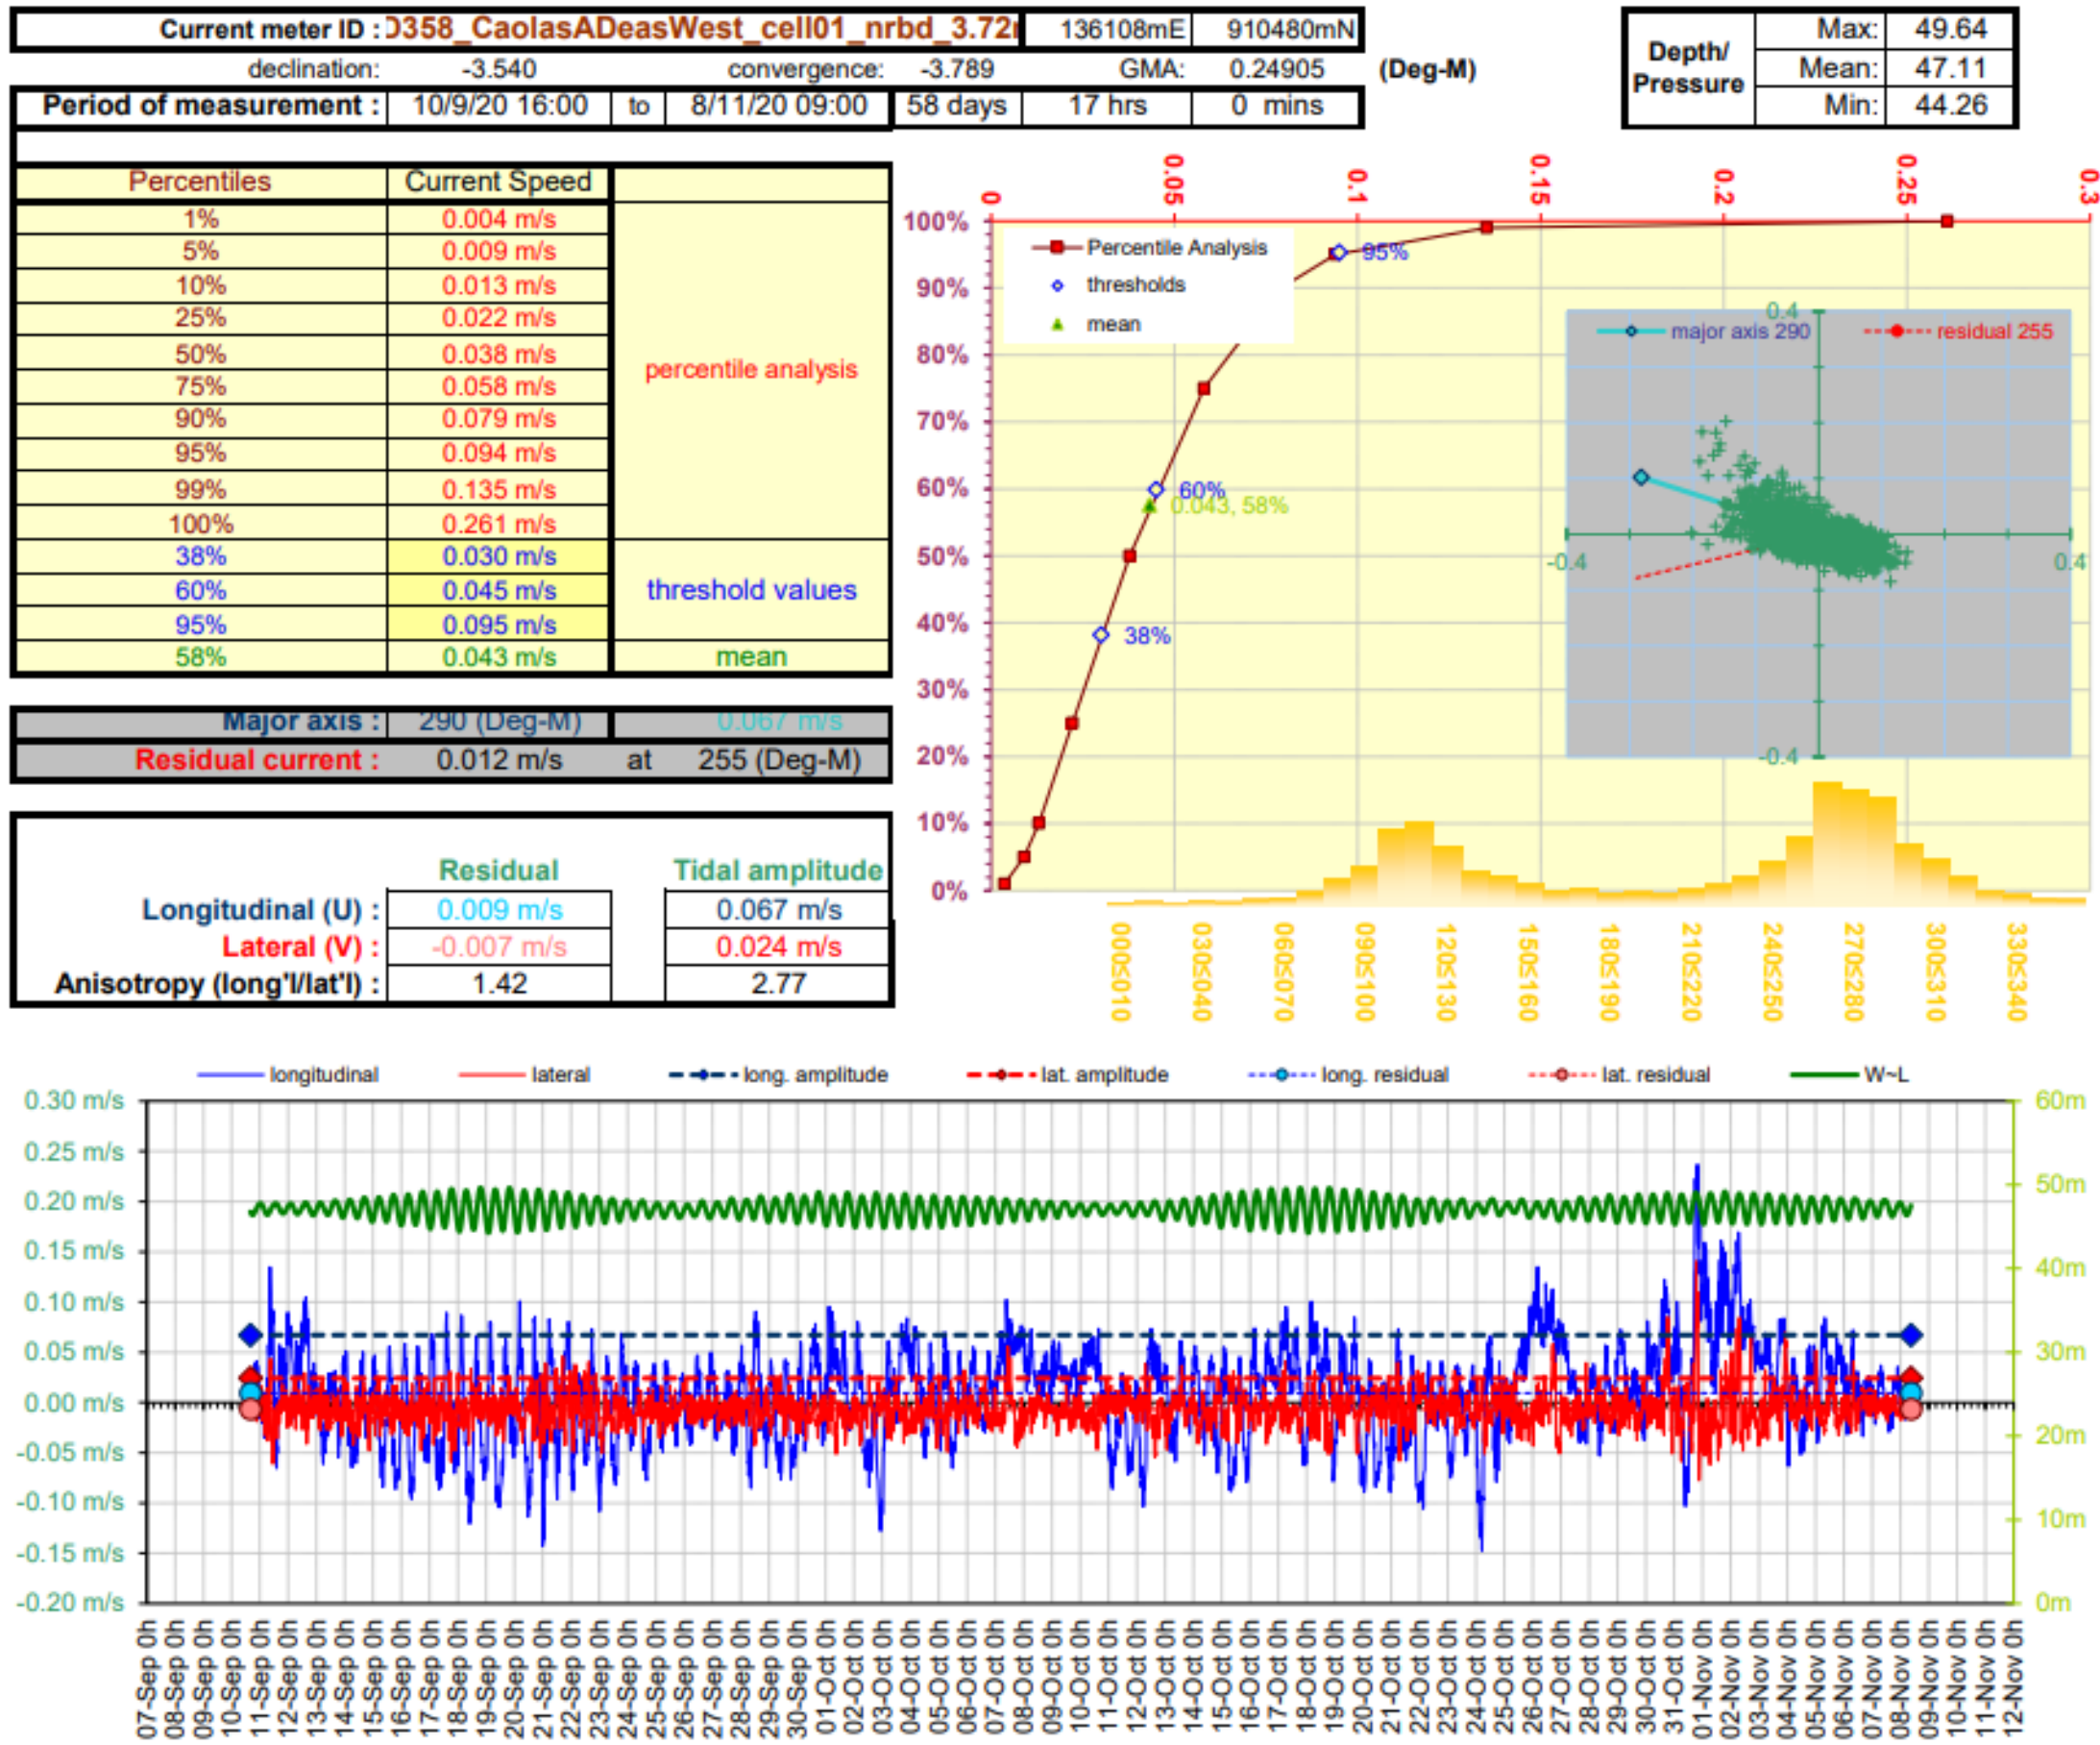 Current meter ID : 0358_CaolasADeasWest_cell01_nrbd_3.72 136108mE 910480mN
declination: -3.540 convergence: -3.789 GMA: 0.24905 (Deg-M)
Period of measurement : 10/9/20 16:00 to 8/11/20 09:00 58 days 17 hrs 0 mins
Depth/ Pressure
Max: 49.64
Mean: 47.11
Min: 44.26
Percentiles Current Speed
1% 0.004 m/s
5% 0.009 m/s
10% 0.013 m/s
25% 0.022 m/s
50% 0.038 m/s
75% 0.058 m/s
90% 0.079 m/s
95% 0.094 m/s
99% 0.135 m/s
100% 0.261 m/s
percentile analysis
38% 0.030 m/s
60% 0.045 m/s
95% 0.095 m/s
threshold values
58% 0.043 m/s mean
Major axis : 290 (Deg-M) 0.067 m/s
Residual current : 0.012 m/s at 255 (Deg-M)
Residual Tidal amplitude
Longitudinal (U) : 0.009 m/s 0.067 m/s
Lateral (V) : -0.007 m/s 0.024 m/s
Anisotropy (long'l/lat'l) : 1.42 2.77
0 0.05 0.1 0.15 0.2 0.25 0.3
100%
90%
80%
70%
60%
50%
40%
30%
20%
10%
0%
Percentile Analysis
thresholds
mean
95%
60%
0.043, 58%
38%
0.4
major axis 290 residual 255
-0.4 0.4
-0.4
000≤010 030≤040 060≤070 090≤100 120≤130 150≤160 180≤190 210≤220 240≤250 270≤280 300≤310 330≤340
longitudinal lateral long. amplitude lat. amplitude long. residual lat. residual W~L
0.30 m/s
0.25 m/s
0.20 m/s
0.15 m/s
0.10 m/s
0.05 m/s
0.00 m/s
-0.05 m/s
-0.10 m/s
-0.15 m/s
-0.20 m/s
60m
50m
40m
30m
20m
10m
0m
07-Sep 0h
08-Sep 0h
09-Sep 0h
10-Sep 0h
11-Sep 0h
12-Sep 0h
13-Sep 0h
14-Sep 0h
15-Sep 0h
16-Sep 0h
17-Sep 0h
18-Sep 0h
19-Sep 0h
20-Sep 0h
21-Sep 0h
22-Sep 0h
23-Sep 0h
24-Sep 0h
25-Sep 0h
26-Sep 0h
27-Sep 0h
28-Sep 0h
29-Sep 0h
30-Sep 0h
01-Oct 0h
02-Oct 0h
03-Oct 0h
04-Oct 0h
05-Oct 0h
06-Oct 0h
07-Oct 0h
08-Oct 0h
09-Oct 0h
10-Oct 0h
11-Oct 0h
12-Oct 0h
13-Oct 0h
14-Oct 0h
15-Oct 0h
16-Oct 0h
17-Oct 0h
18-Oct 0h
19-Oct 0h
20-Oct 0h
21-Oct 0h
22-Oct 0h
23-Oct 0h
24-Oct 0h
25-Oct 0h
26-Oct 0h
27-Oct 0h
28-Oct 0h
29-Oct 0h
30-Oct 0h
31-Oct 0h
01-Nov 0h
02-Nov 0h
03-Nov 0h
04-Nov 0h
05-Nov 0h
06-Nov 0h
07-Nov 0h
08-Nov 0h
09-Nov 0h
10-Nov 0h
11-Nov 0h
12-Nov 0h